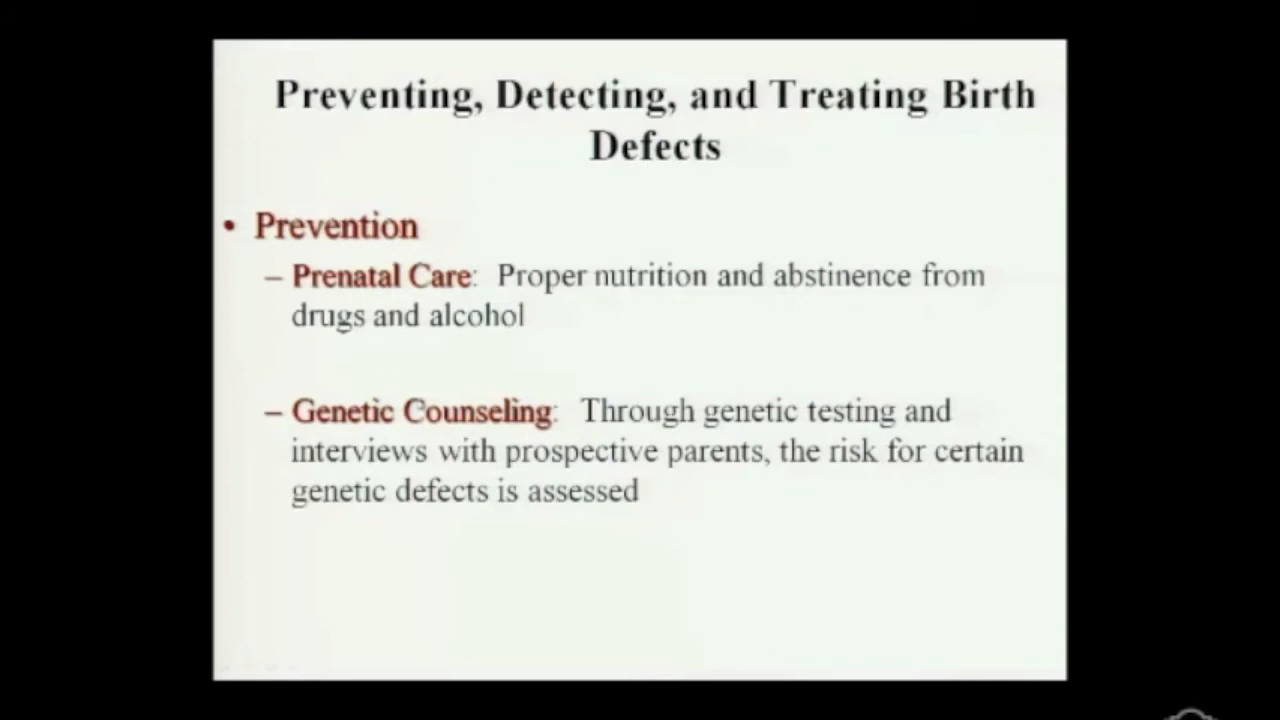 Preventing, Detecting, and Treating Birth
Defects
• Prevention
– Prenatal Care: Proper nutrition and abstinence from
drugs and alcohol
– Genetic Counseling: Through genetic testing and
interviews with prospective parents, the risk for certain
genetic defects is assessed